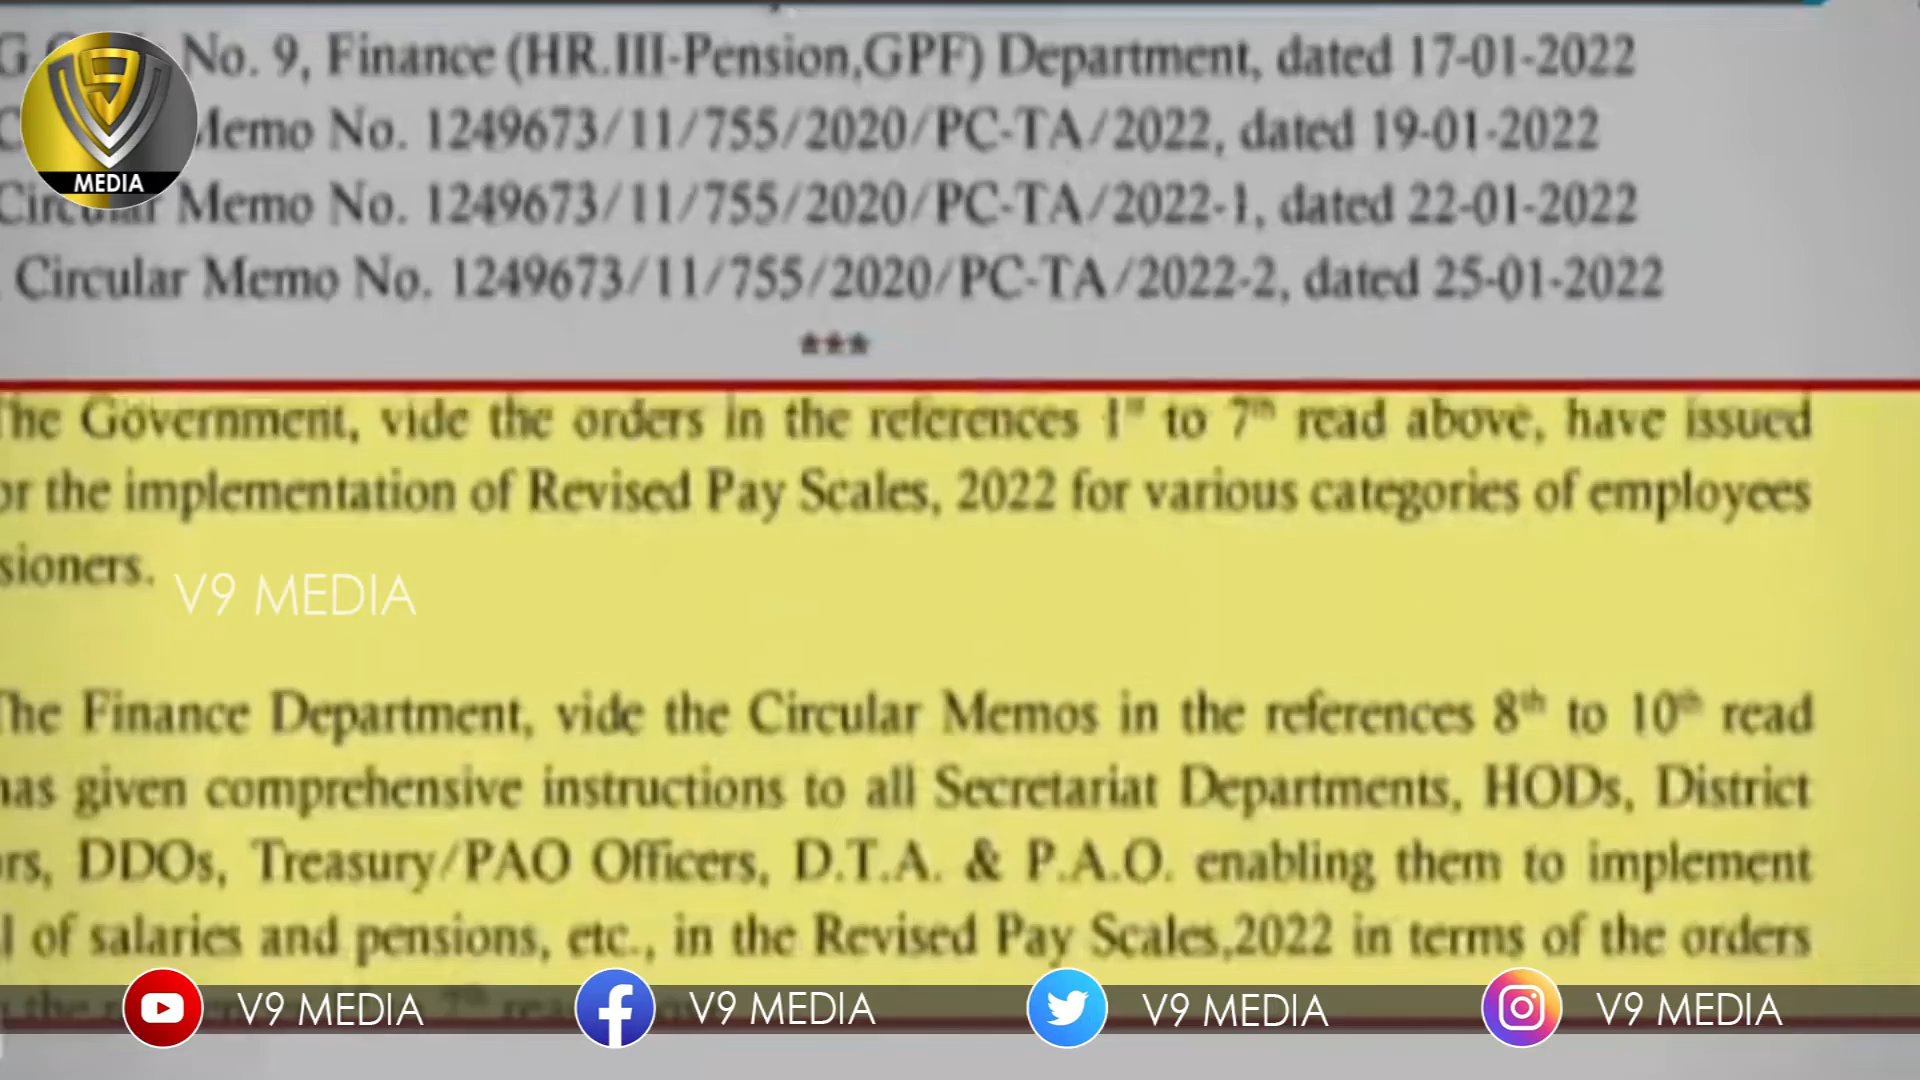 No. 9, Finance (HR.III-Pension,GPF) Department, dated 17-01-2022
Memo No. 1249673/11/755/2020/PC-TA/2022, dated 19-01-2022
Circular Memo No. 1249673/11/755/2020/PC-TA/2022-1, dated 22-01-2022
Circular Memo No. 1249673/11/755/2020/PC-TA/2022-2, dated 25-01-2022
***
The Government, vide the orders in the references 1st to 7th read above, have issued
or the implementation of Revised Pay Scales, 2022 for various categories of employees
sioners.
The Finance Department, vide the Circular Memos in the references 8th to 10th read
has given comprehensive instructions to all Secretariat Departments, HODs, District
rs, DDOs, Treasury/PAO Officers, D.T.A. & P.A.O. enabling them to implement
l of salaries and pensions, etc., in the Revised Pay Scales,2022 in terms of the orders
the 7th
MEDIA
V9 MEDIA
V9 MEDIA
V9 MEDIA
V9 MEDIA
V9 MEDIA